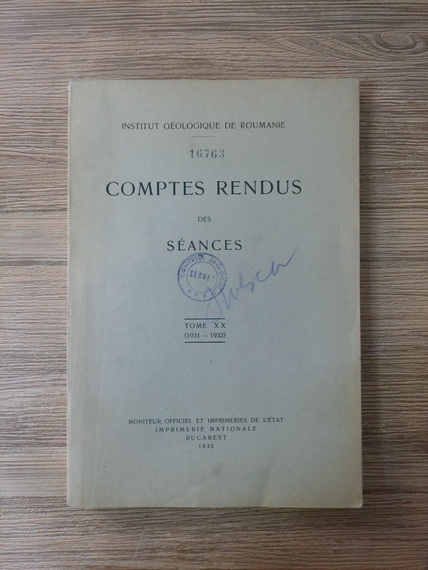 INSTITUT GÉOLOGIQUE DE ROUMANIE
16763
COMPTES RENDUS
DES
SÉANCES
TOME XX
(1931 — 1932)
MONITEUR OFFICIEL ET IMPRIMERIES DE L'ÉTAT
IMPRIMERIE NATIONALE
BUCAREST
1935